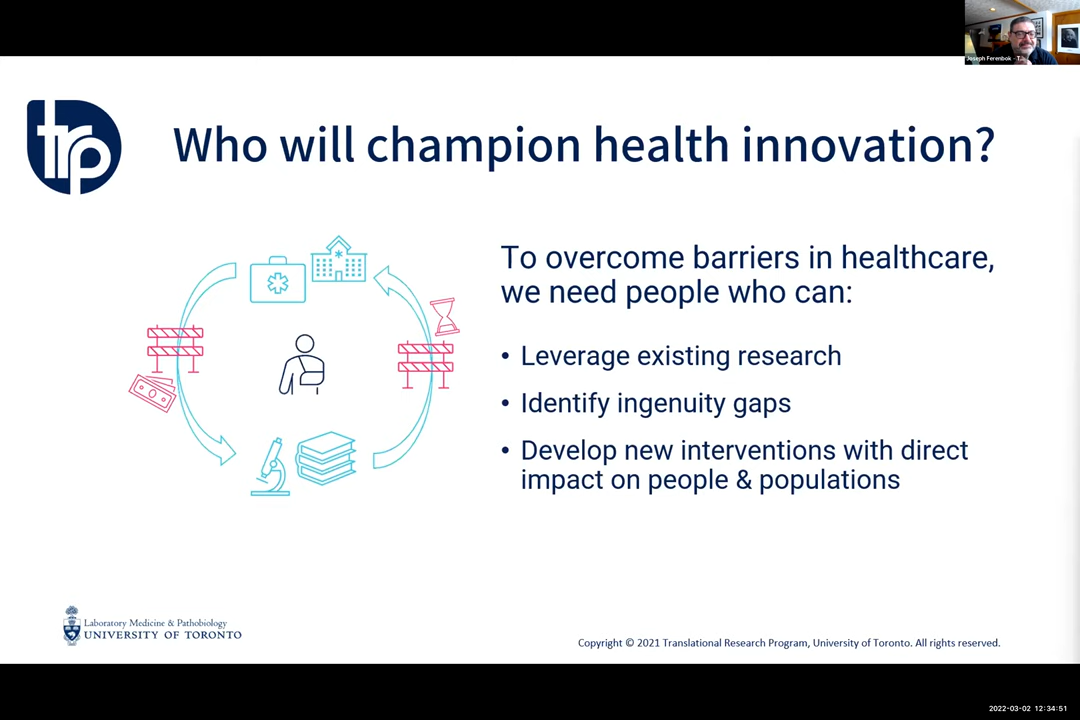 Joseph Ferenbok - T
trp
Who will champion health innovation?
To overcome barriers in healthcare,
we need people who can:
• Leverage existing research
• Identify ingenuity gaps
• Develop new interventions with direct
impact on people & populations
Laboratory Medicine & Pathobiology
UNIVERSITY OF TORONTO
Copyright © 2021 Translational Research Program, University of Toronto. All rights reserved.
2022-03-02 12:34:51